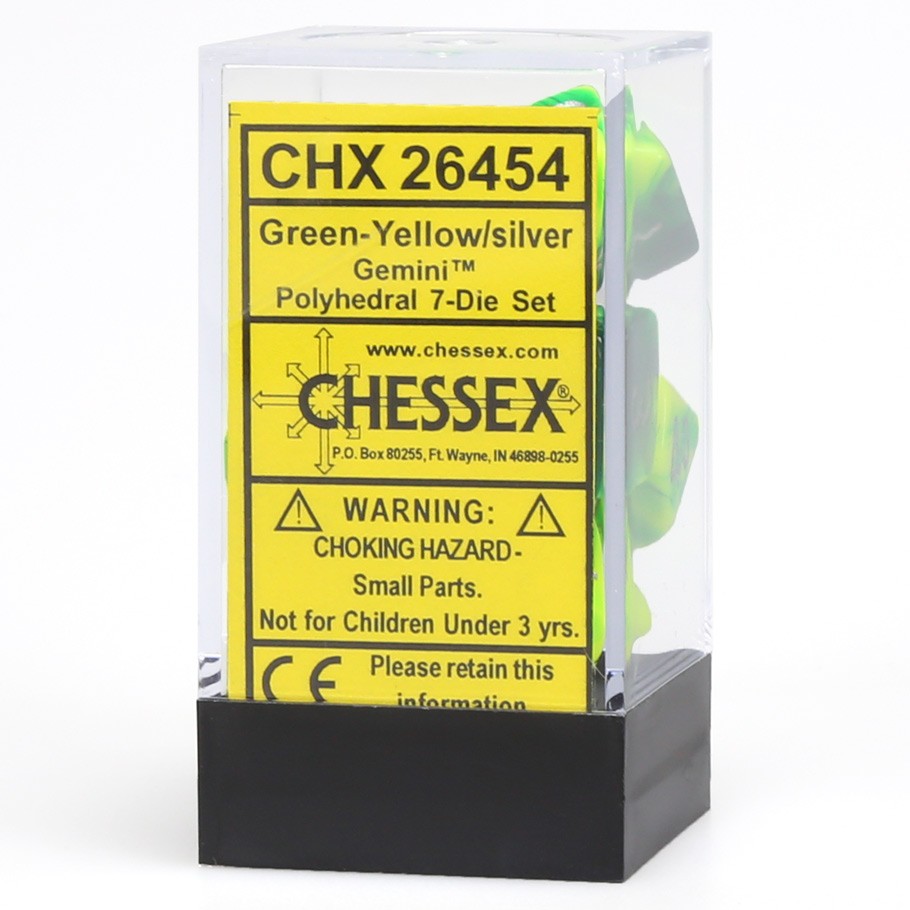 CHX 26454
Green-Yellow/silver
Gemini™
Polyhedral 7-Die Set
www.chessex.com
CHESSEX®
P.O. Box 80255, Ft. Wayne, IN 46898-0255
WARNING:
CHOKING HAZARD-
Small Parts.
Not for Children Under 3 yrs.
CE Please retain this
information